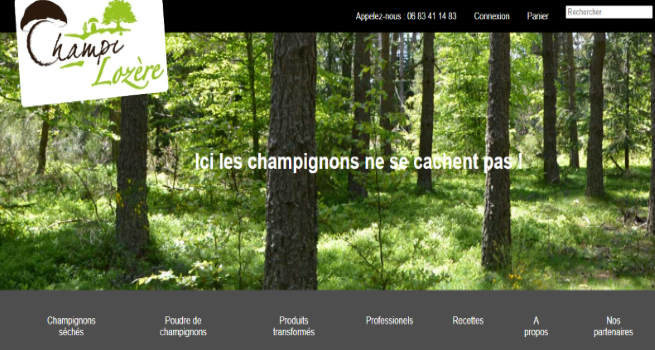 Champi
Lozère
Appelez-nous : 06 83 41 14 83 Connexion Panier Rechercher
Ici les champignons ne se cachent pas !
Champignons séchés
Poudre de champignons
Produits transformés
Professionels
Recettes
A propos
Nos partenaires